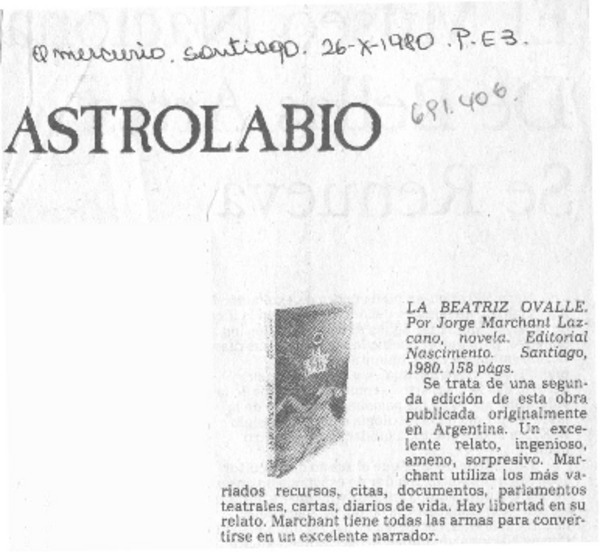 El mercurio. Santiago. 26-X-1980. P. E3.
ASTROLABIO
691.406.
LA BEATRIZ OVALLE.
Por Jorge Marchant Laz-
cano, novela. Editorial
Nascimento. Santiago,
1980. 158 págs.
Se trata de una segun-
da edición de esta obra
publicada originalmente
en Argentina. Un exce-
lente relato, ingenioso,
ameno, sorpresivo. Mar-
chant utiliza los más va-
riados recursos, citas, documentos, parlamentos
teatrales, cartas, diarios de vida. Hay libertad en su
relato. Marchant tiene todas las armas para conver-
tirse en un excelente narrador.